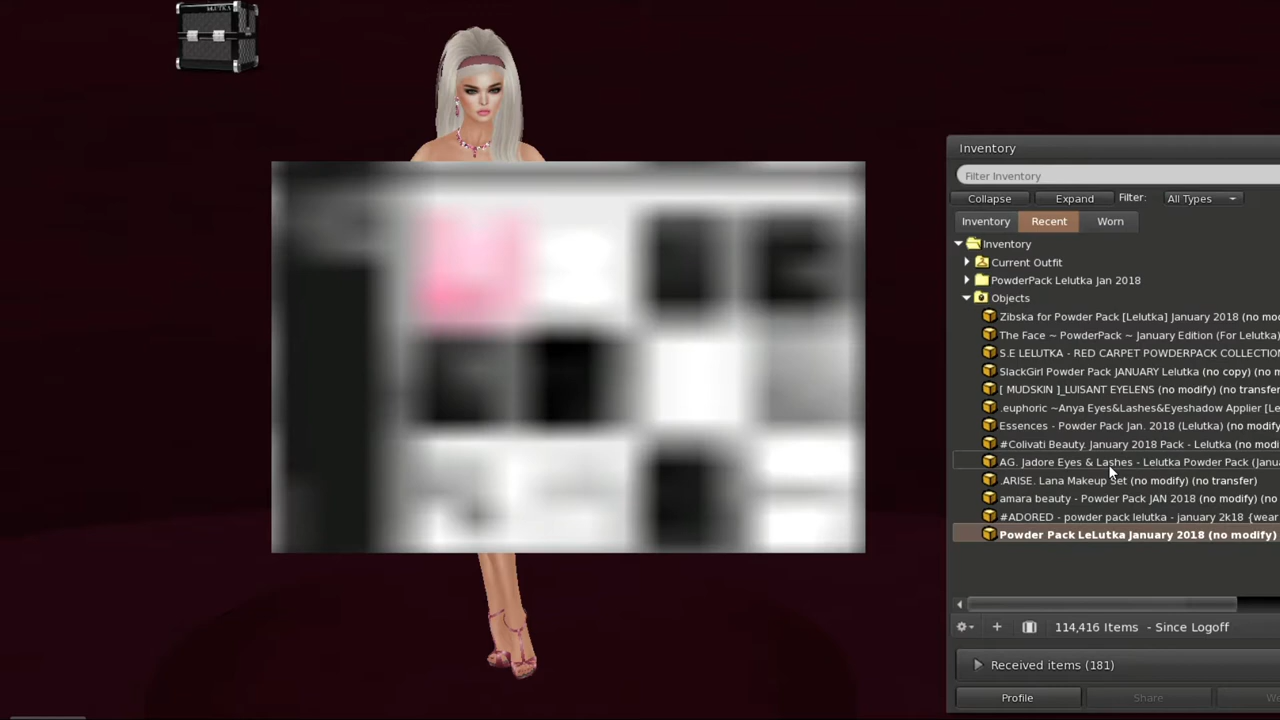 LELUTKA
Inventory
Filter Inventory
Collapse Expand Filter: All Types
Inventory Recent Worn
Inventory
Current Outfit
PowderPack Lelutka Jan 2018
Objects
Zibska for Powder Pack [Lelutka] January 2018 (no mo
The Face ~ PowderPack ~ January Edition (For Lelutka)
S.E LELUTKA - RED CARPET POWDERPACK COLLECTIO
SlackGirl Powder Pack JANUARY Lelutka (no copy) (no m
[ MUDSKIN ]_LUISANT EYELENS (no modify) (no transfer)
.euphoric ~Anya Eyes&Lashes&Eyeshadow Applier [Le
Essences - Powder Pack Jan. 2018 (Lelutka) (no modify)
#Colivati Beauty. January 2018 Pack - Lelutka (no modi
AG. Jadore Eyes & Lashes - Lelutka Powder Pack (Janu
.ARISE. Lana Makeup Set (no modify) (no transfer)
amara beauty - Powder Pack JAN 2018 (no modify) (no
#ADORED - powder pack lelutka - january 2k18 {wear
Powder Pack LeLutka January 2018 (no modify)
114,416 Items - Since Logoff
Received items (181)
Profile Share We